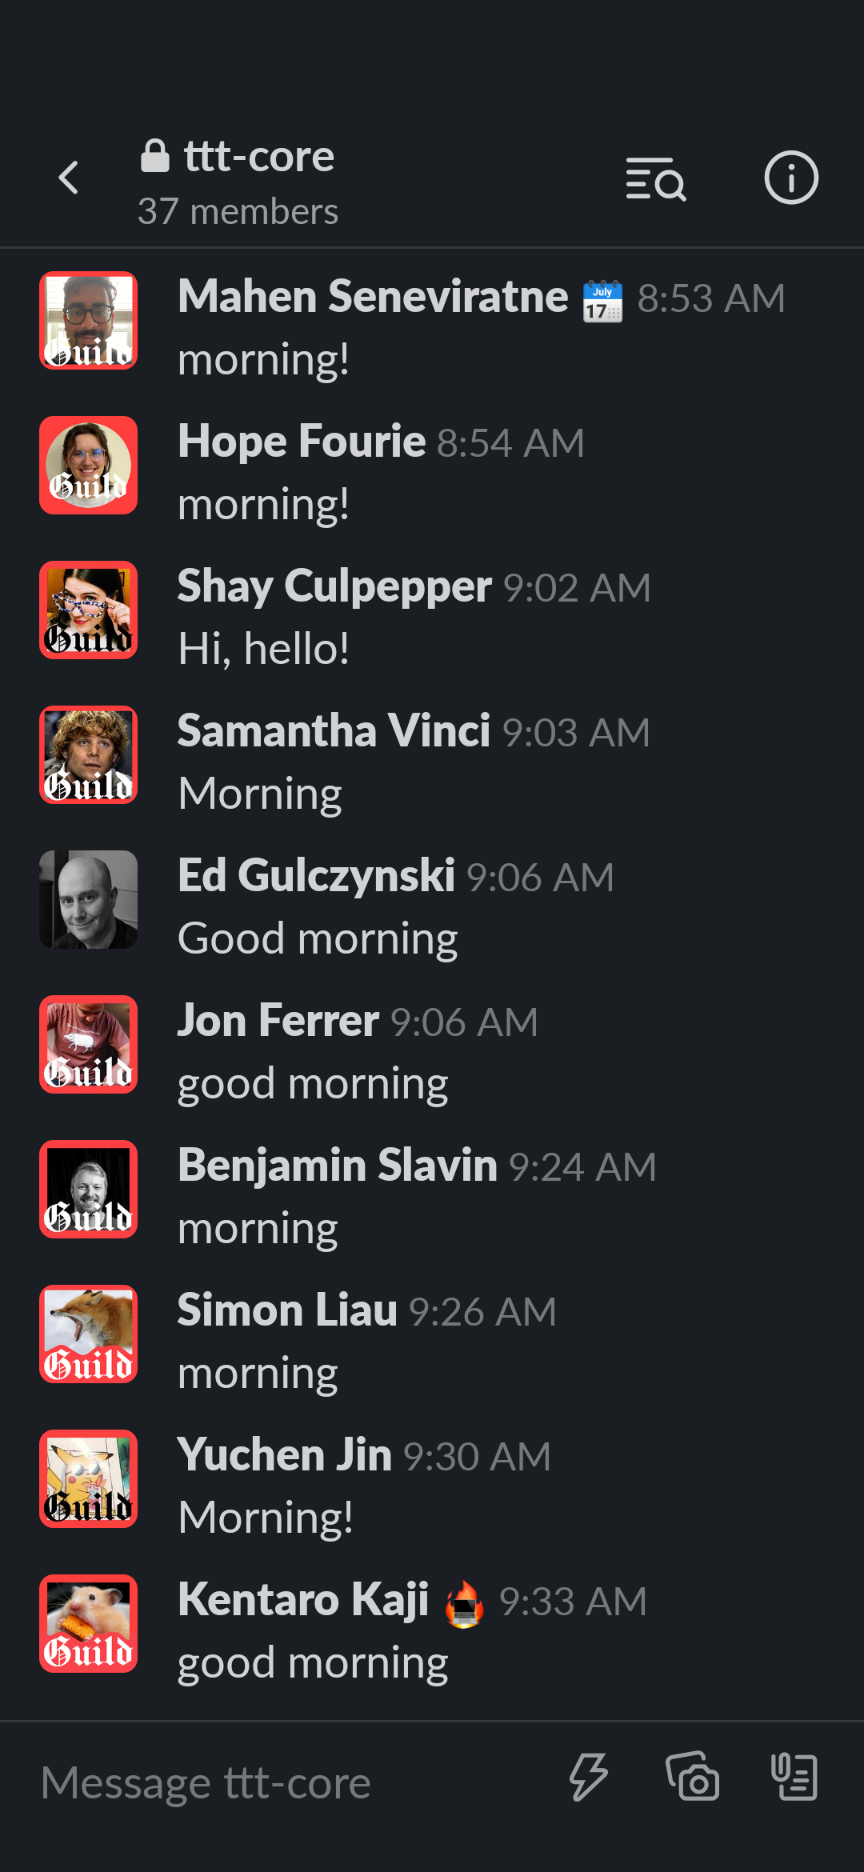 ttt-core
37 members
Mahen Seneviratne July 17 8:53 AM
Guild
morning!
Hope Fourie 8:54 AM
Guild
morning!
Shay Culpepper 9:02 AM
Guild
Hi, hello!
Samantha Vinci 9:03 AM
Guild
Morning
Ed Gulczynski 9:06 AM
Good morning
Jon Ferrer 9:06 AM
Guild
good morning
Benjamin Slavin 9:24 AM
Guild
morning
Simon Liau 9:26 AM
Guild
morning
Yuchen Jin 9:30 AM
Guild
Morning!
Kentaro Kaji 9:33 AM
Guild
good morning
Message ttt-core